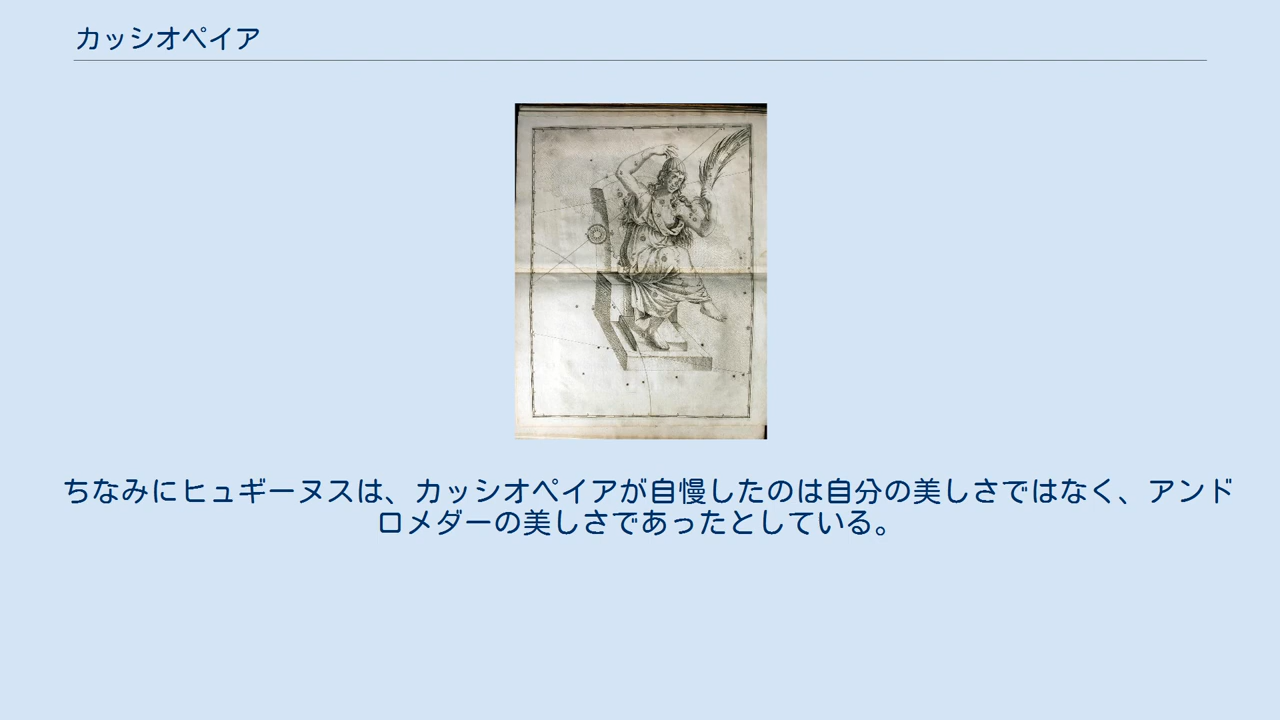 カッシオペイア
ちなみにヒュギーヌスは、カッシオペイアが自慢したのは自分の美しさではなく、アンド
ロメダーの美しさであったとしている。